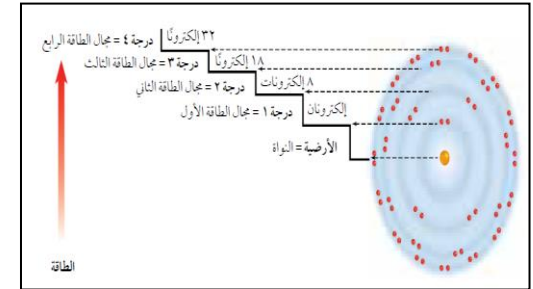 ٣٢ إلكترونًا
درجة ٤ = مجال الطاقة الرابع
١٨ إلكترونًا
درجة ٣ = مجال الطاقة الثالث
٨ إلكترونات
درجة ٢ = مجال الطاقة الثاني
إلكترونان
درجة ١ = مجال الطاقة الأول
الأرضية = النواة
الطاقة